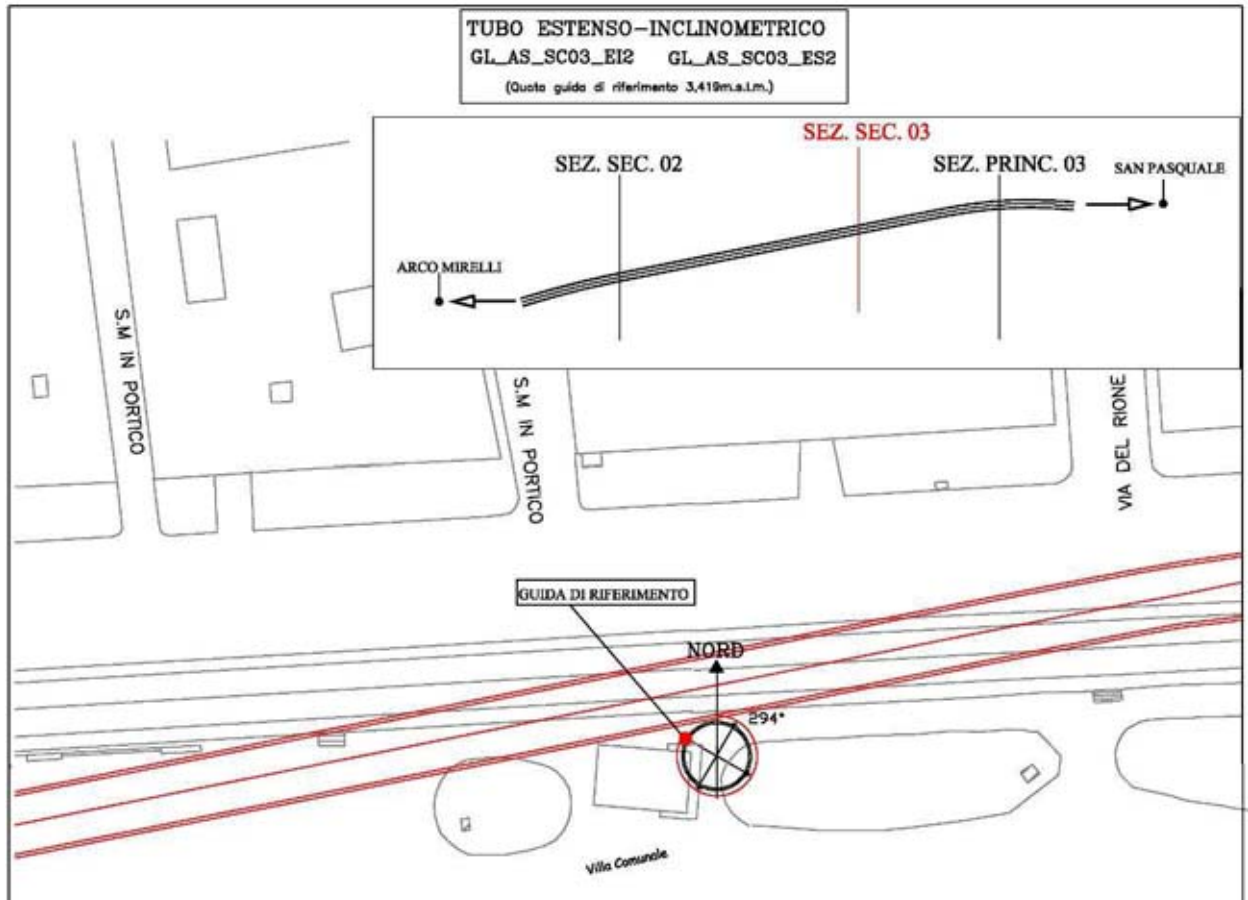 TUBO ESTENSO-INCLINOMETRICO
GL_AS_SC03_EI2 GL_AS_SC03_ES2
(Quota guida di riferimento 3,419m.s.l.m.)
SEZ. SEC. 03
SEZ. SEC. 02
SEZ. PRINC. 03
SAN PASQUALE
ARCO MIRELLI
S.M IN PORTICO
S.M IN PORTICO
VIA DEL RIONE
GUIDA DI RIFERIMENTO
NORD
294°
Villa Comunale